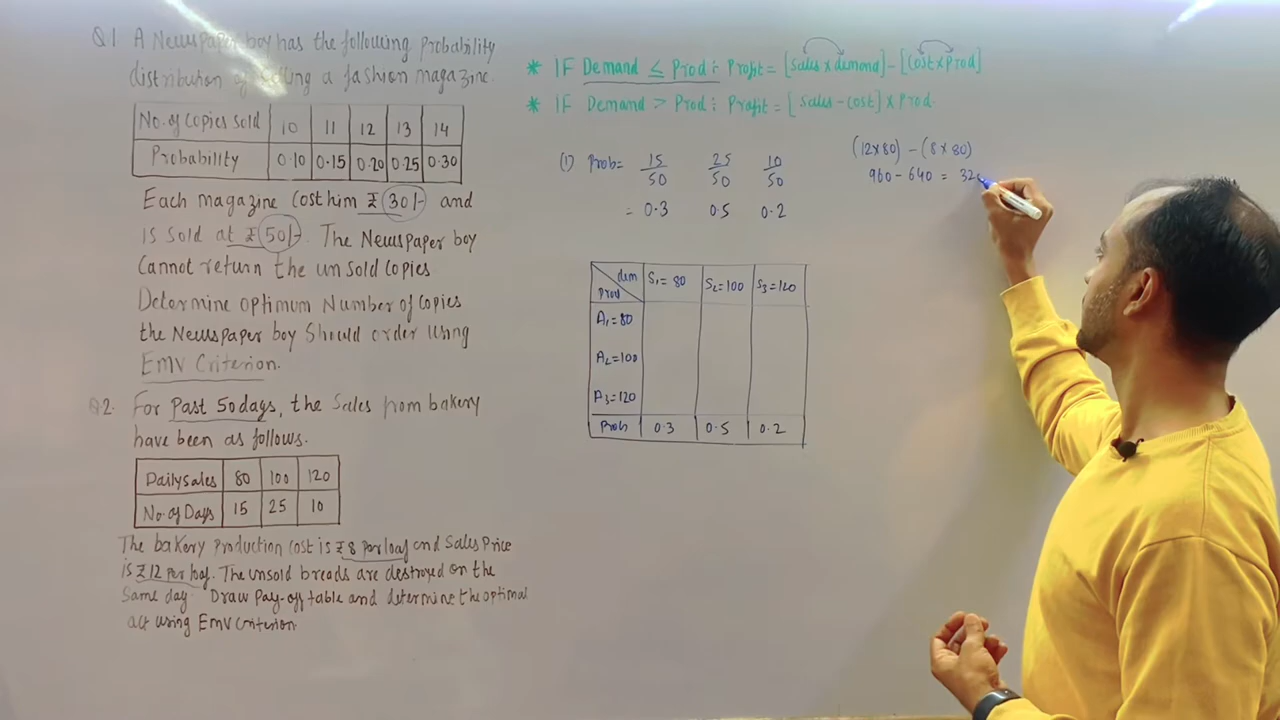 Q1. A Newspaper boy has the following Probability
distribution of selling a fashion magazine.
No. of Copies Sold 10 11 12 13 14
Probability 0.10 0.15 0.20 0.25 0.30
Each magazine Cost him ₹ 30/- and
is Sold at ₹ 50/-. The Newspaper boy
Cannot return the unsold Copies
Determine optimum Number of Copies
the Newspaper boy Should order Using
EMV Criterion.
Q2. For Past 50 days, the Sales from bakery
have been as follows.
Daily Sales 80 100 120
No. of Days 15 25 10
The bakery Production Cost is ₹ 8 Per loaf and Sales Price
is ₹ 12 Per loaf. The unsold breads are destroyed on the
Same day. Draw Pay-off table and determine the optimal
act using EMV Criterion.
* IF Demand ≤ Prod : Profit = [Sales × demand] - [Cost × Prod]
* IF Demand > Prod : Profit = [Sales - Cost] × Prod.
(1) Prob = 15/50 25/50 10/50
= 0.3 0.5 0.2
dem S₁ = 80 S₂ = 100 S₃ = 120
Prod
A₁ = 80
A₂ = 100
A₃ = 120
Prob 0.3 0.5 0.2
(12 × 80) - (8 × 80)
960 - 640 = 320